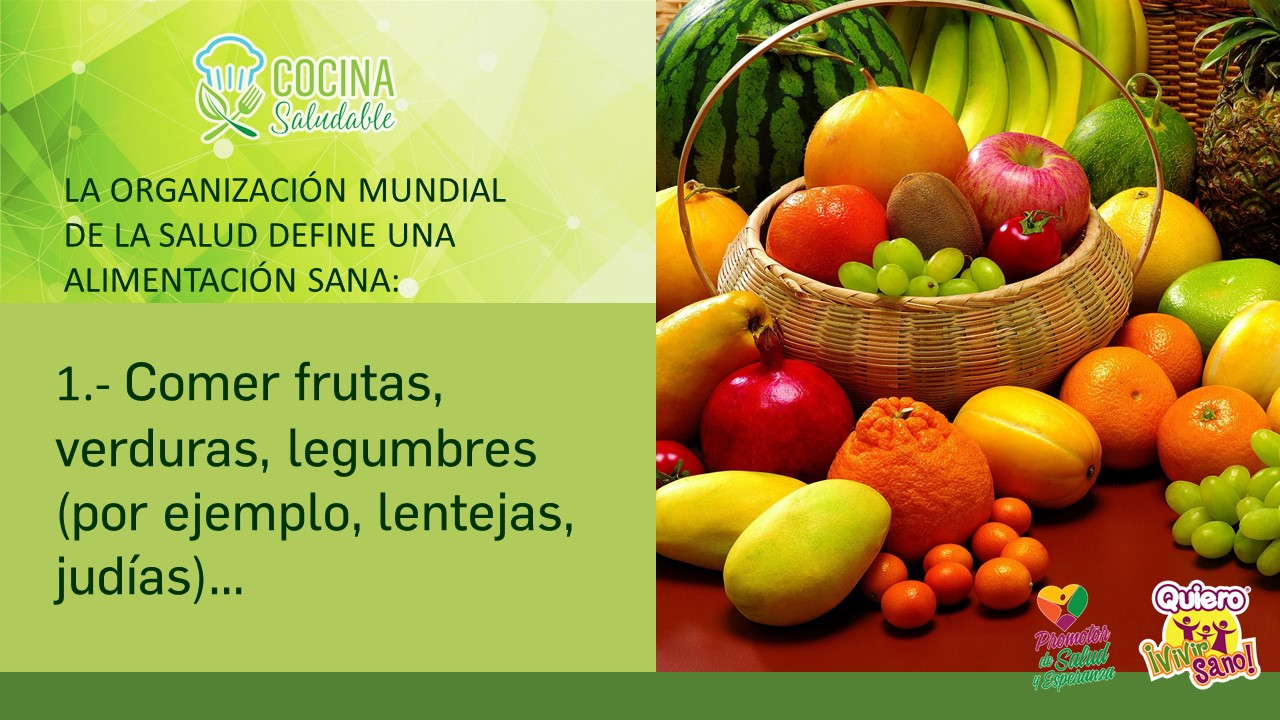 COCINA
Saludable
LA ORGANIZACIÓN MUNDIAL
DE LA SALUD DEFINE UNA
ALIMENTACIÓN SANA:
1.- Comer frutas,
verduras, legumbres
(por ejemplo, lentejas,
judías)...
Promotor
de Salud
y Esperanza
Quiero
¡Vivir
Sano!